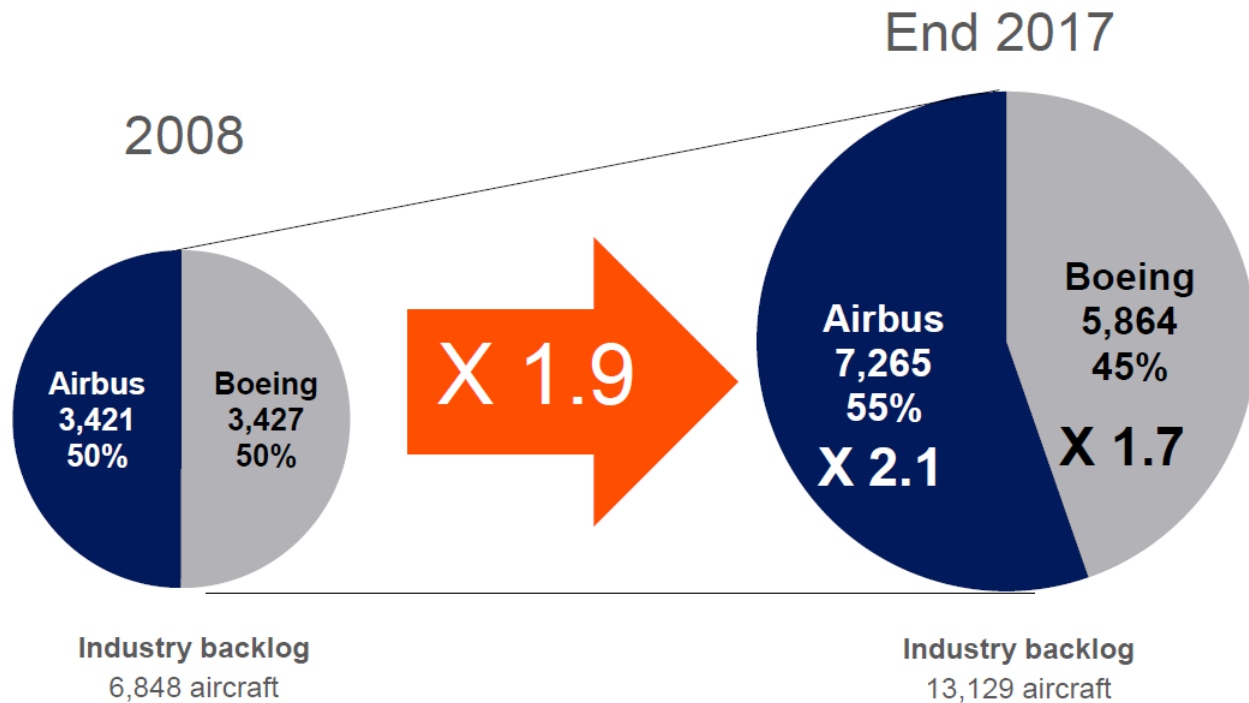 2008
Airbus
3,421
50%
Boeing
3,427
50%
Industry backlog
6,848 aircraft
X 1.9
End 2017
Airbus
7,265
55%
X 2.1
Boeing
5,864
45%
X 1.7
Industry backlog
13,129 aircraft